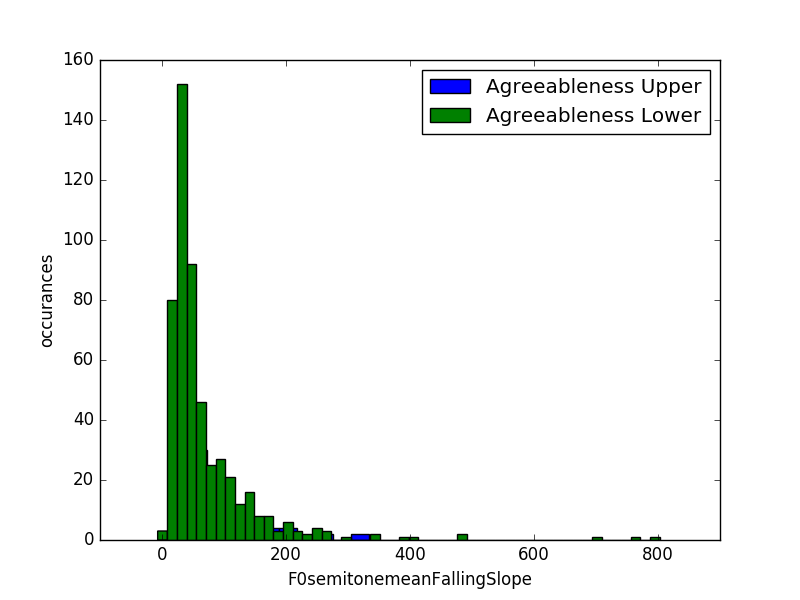 160
140
120
100
80
60
40
20
0
occurances
Agreeableness Upper
Agreeableness Lower
0 200 400 600 800
F0semitonemeanFallingSlope